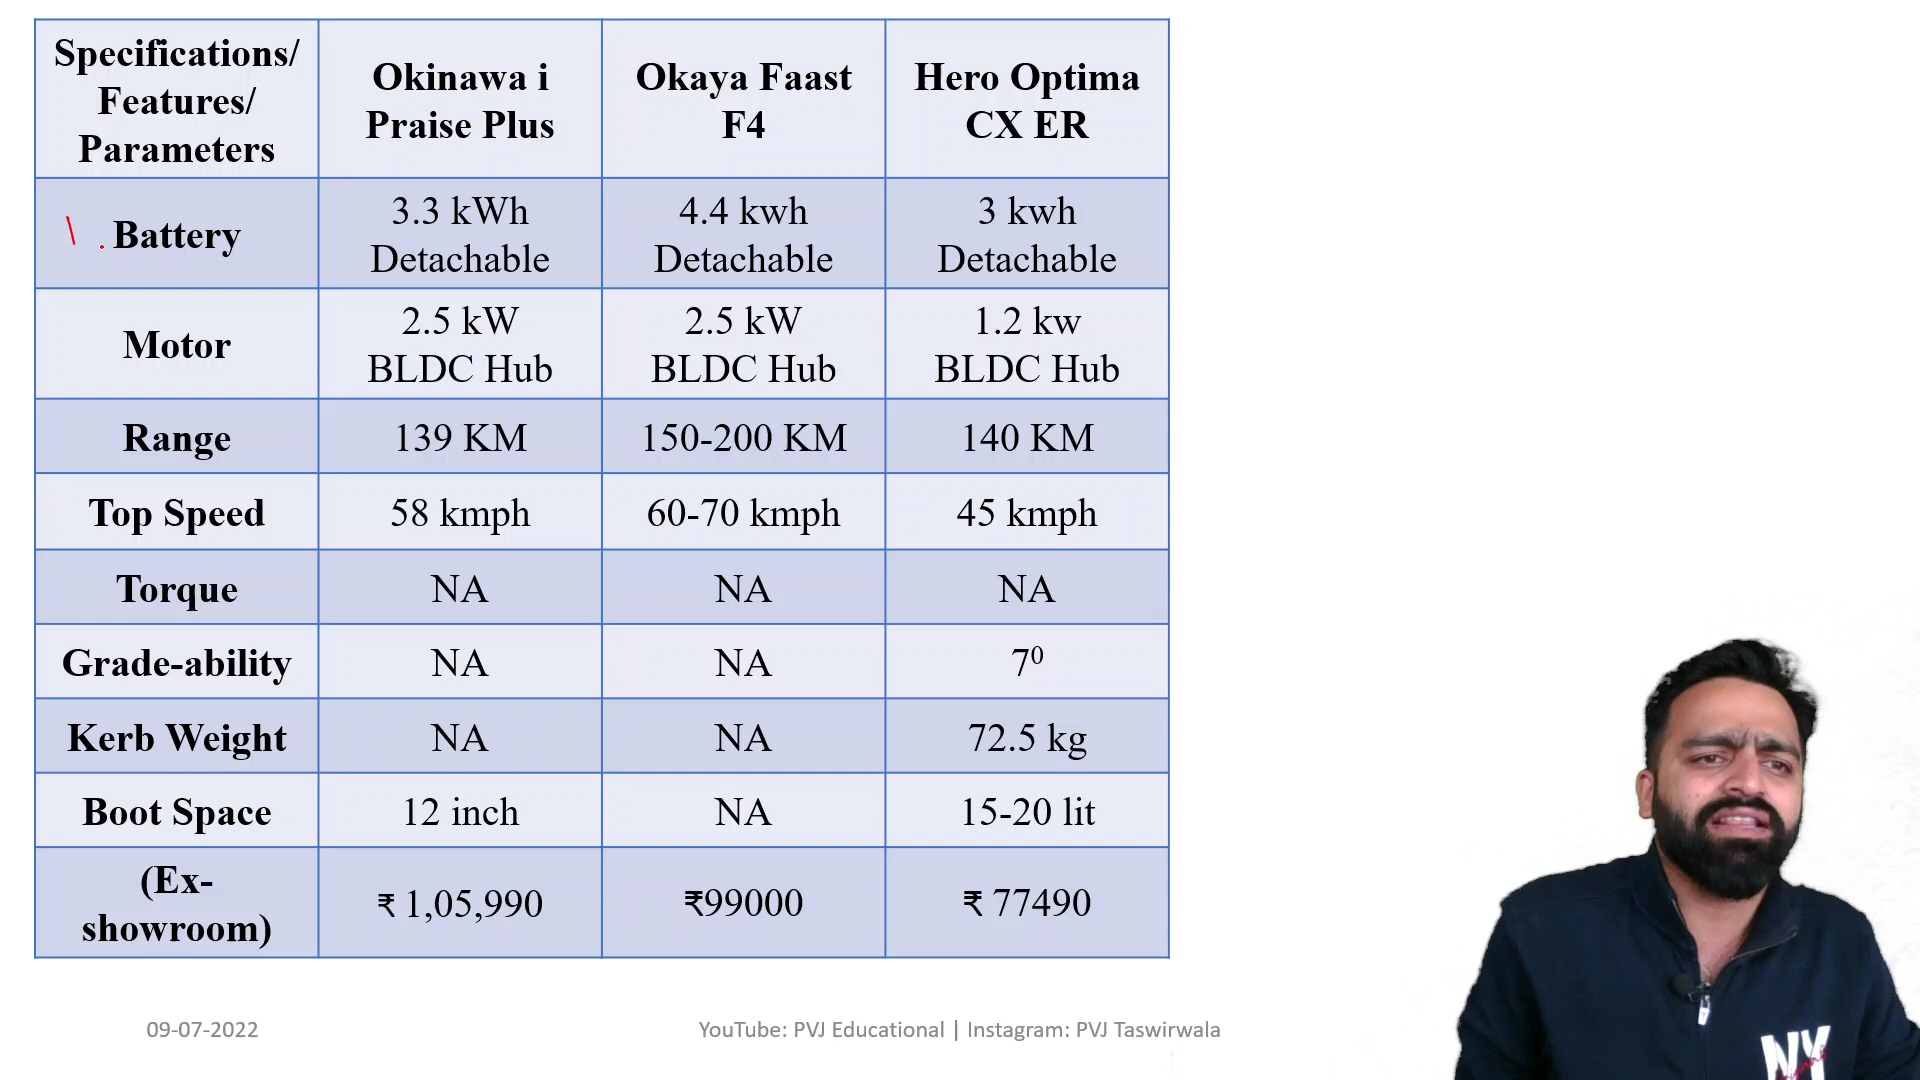 Specifications/
Features/
Parameters
Okinawa i
Praise Plus
Okaya Faast
F4
Hero Optima
CX ER
Battery
3.3 kWh
Detachable
4.4 kwh
Detachable
3 kwh
Detachable
Motor
2.5 kW
BLDC Hub
2.5 kW
BLDC Hub
1.2 kw
BLDC Hub
Range
139 KM
150-200 KM
140 KM
Top Speed
58 kmph
60-70 kmph
45 kmph
Torque
NA
NA
NA
Grade-ability
NA
NA
7⁰
Kerb Weight
NA
NA
72.5 kg
Boot Space
12 inch
NA
15-20 lit
(Ex-
showroom)
₹ 1,05,990
₹99000
₹ 77490
09-07-2022
YouTube: PVJ Educational | Instagram: PVJ Taswirwala
NY